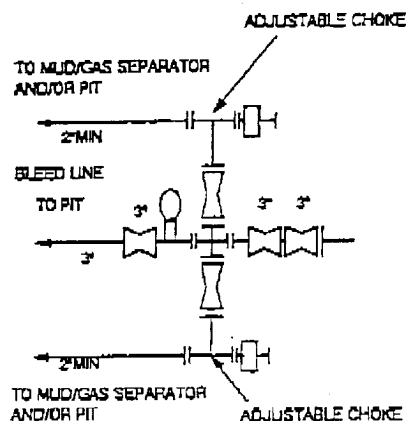 ADJUSTABLE CHOKE
TO MUD/GAS SEPARATOR
AND/OR PIT
2"MIN
BLEED LINE
TO PIT
3"
3"
3"
3"
2"MIN
TO MUD/GAS SEPARATOR
AND/OR PIT
ADJUSTABLE CHOKE